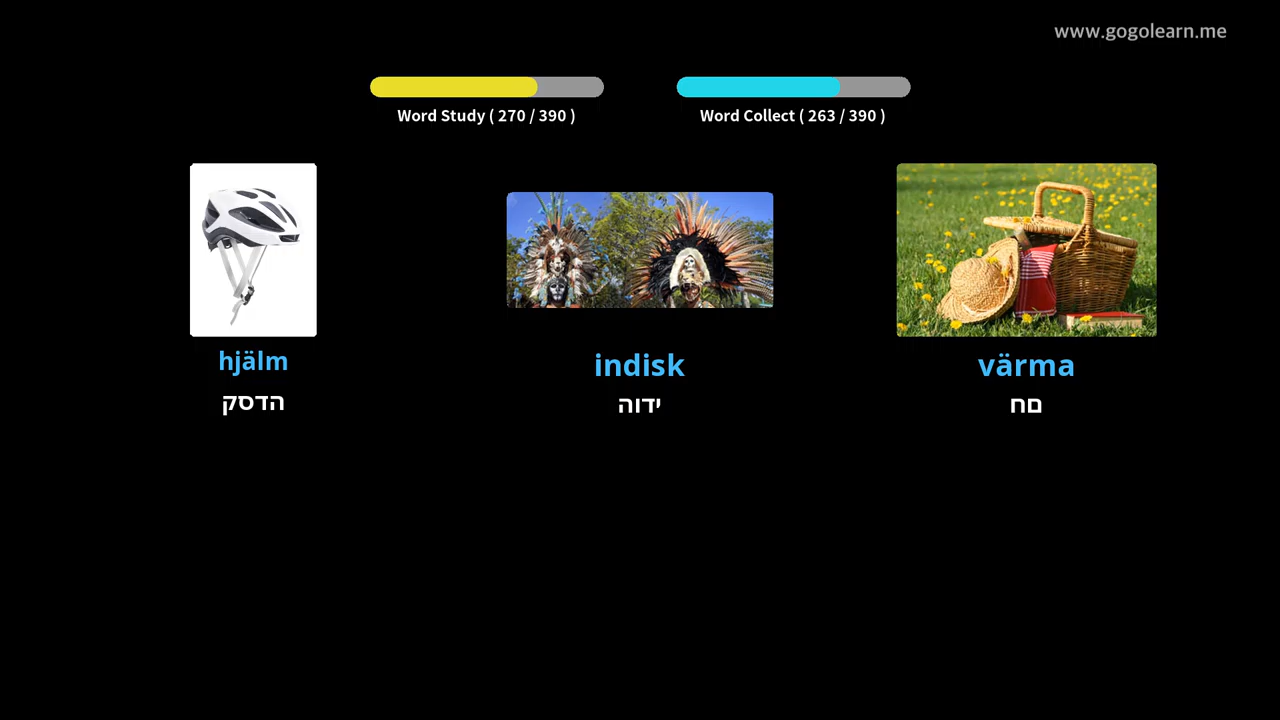 www.gogolearn.me
Word Study ( 270 / 390 )
Word Collect ( 263 / 390 )
hjälm
הדסק
indisk
ידוה
värma
םח